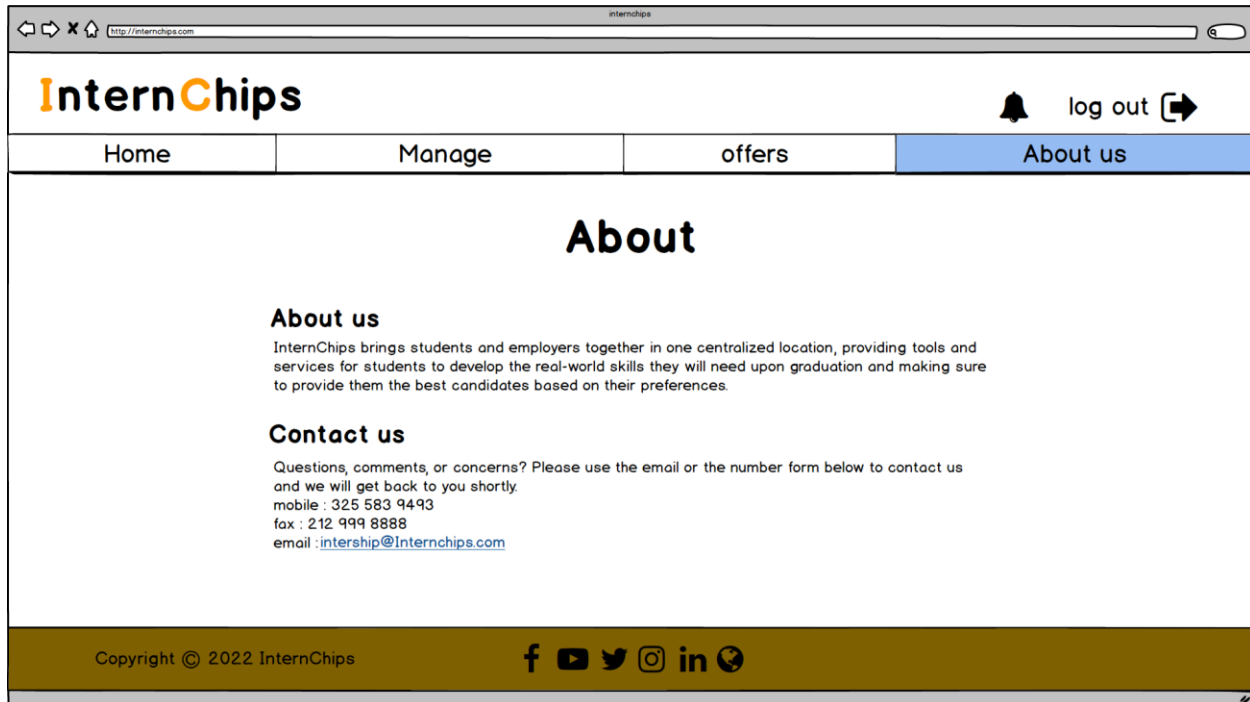 internchips
http://internchips.com
InternChips
log out
Home Manage offers About us
About
About us
InternChips brings students and employers together in one centralized location, providing tools and
services for students to develop the real-world skills they will need upon graduation and making sure
to provide them the best candidates based on their preferences.
Contact us
Questions, comments, or concerns? Please use the email or the number form below to contact us
and we will get back to you shortly.
mobile : 325 583 9493
fax : 212 999 8888
email :intership@Internchips.com
Copyright © 2022 InternChips